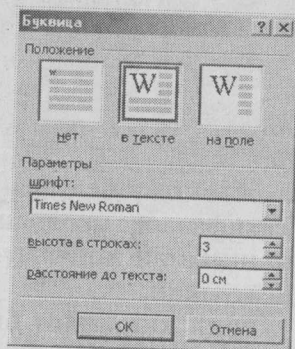 Буквица
Положение
W W W
нет в тексте на поле
Параметры
шрифт:
Times New Roman
высота в строках: 3
расстояние до текста: 0 см
ОК Отмена